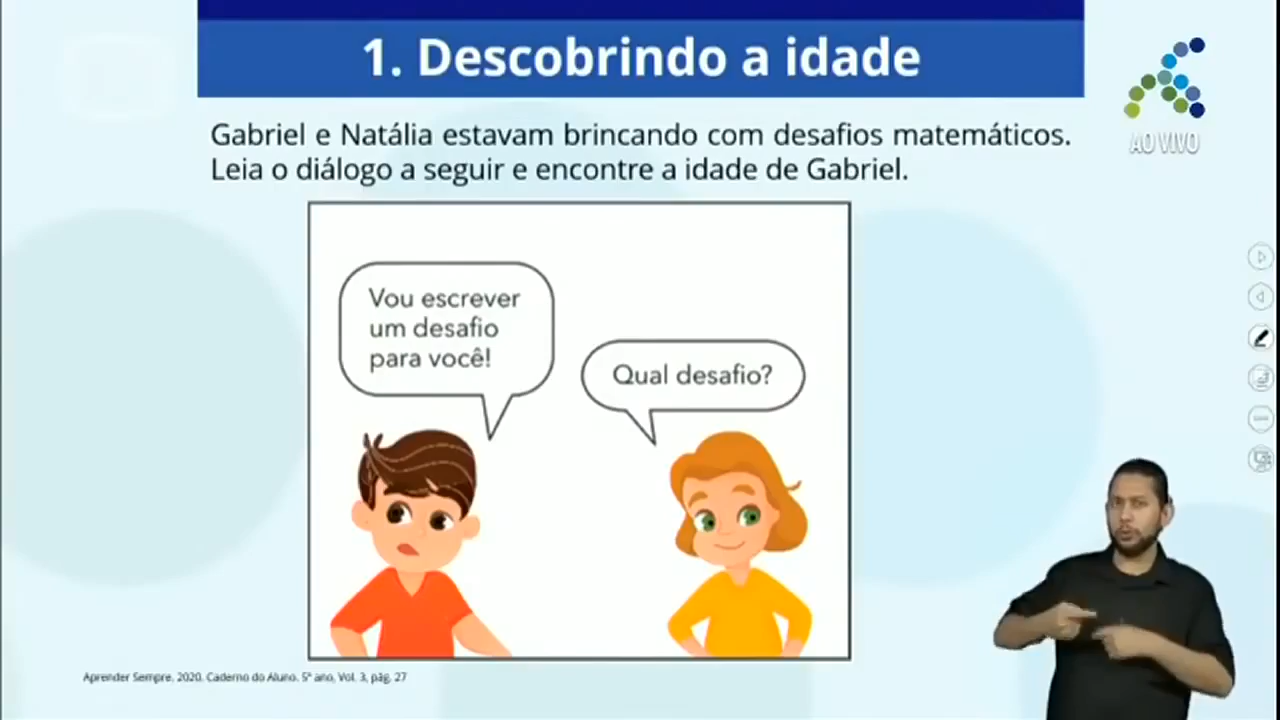 1. Descobrindo a idade
AO VIVO
Gabriel e Natália estavam brincando com desafios matemáticos.
Leia o diálogo a seguir e encontre a idade de Gabriel.
Vou escrever
um desafio
para você!
Qual desafio?
Aprender Sempre, 2020. Caderno do Aluno. 5º ano, Vol. 3, pág. 27